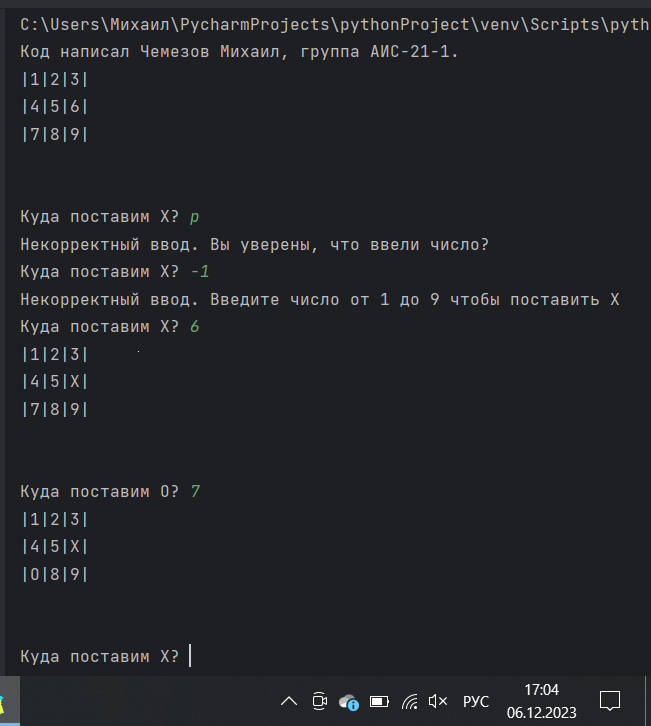 C:\Users\Михаил\PycharmProjects\pythonProject\venv\Scripts\pyth
Код написал Чемезов Михаил, группа АИС-21-1.
|1|2|3|
|4|5|6|
|7|8|9|
Куда поставим X? p
Некорректный ввод. Вы уверены, что ввели число?
Куда поставим X? -1
Некорректный ввод. Введите число от 1 до 9 чтобы поставить X
Куда поставим X? 6
|1|2|3|
|4|5|X|
|7|8|9|
Куда поставим O? 7
|1|2|3|
|4|5|X|
|O|8|9|
Куда поставим X?
РУС
17:04
06.12.2023